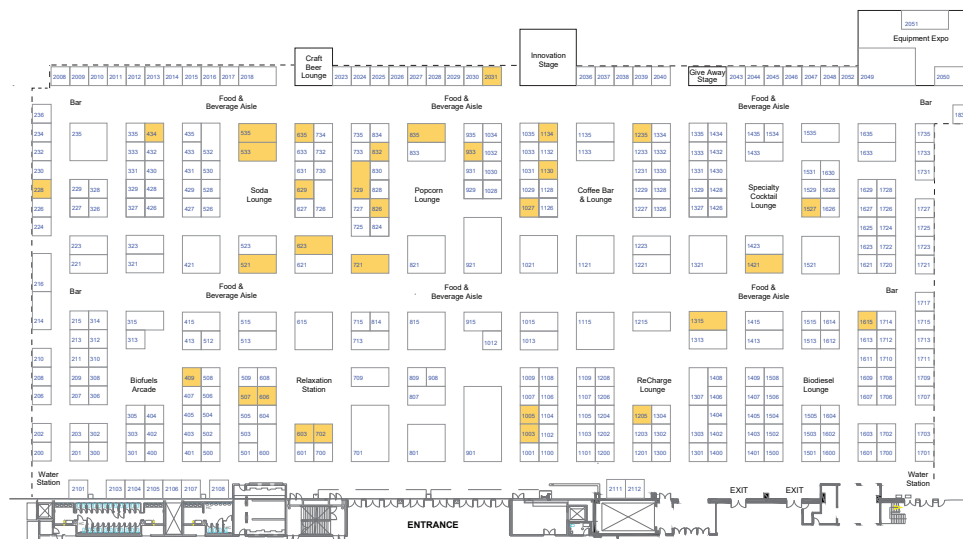 2051
Equipment Expo
Craft
Beer
Lounge
Innovation
Stage
Give Away
Stage
2008 2009 2010 2011 2012 2013 2014 2015 2016 2017 2018 2023 2024 2025 2026 2027 2028 2029 2030 2031 2036 2037 2038 2039 2040 2043 2044 2045 2046 2047 2048 2052 2049 2050
Bar Food & Beverage Aisle Food & Beverage Aisle Food & Beverage Aisle Bar
236
234 235 335 434 435 535 635 734 735 834 835 935 1034 1035 1134 1135 1235 1334 1335 1434 1435 1534 1535 1635 1735
232 333 432 433 532 533 633 732 733 832 833 933 1032 1033 1132 1133 1233 1332 1333 1432 1433 1633 1733
230 331 430 431 530 631 730 830 931 1030 1031 1130 1231 1330 1331 1430 1531 1630 1731
228 229 328 329 428 429 528 629 729 828 929 1028 1029 1128 1229 1328 1329 1428 1529 1628 1629 1728
226 227 326 327 426 427 526 627 726 727 826 1027 1126 1227 1326 1327 1426 1527 1626 1627 1726 1727
224 725 824 1625 1724 1725
Soda
Lounge
Popcorn
Lounge
Coffee Bar
& Lounge
Specialty
Cocktail
Lounge
223 323 523 623 1223 1423 1623 1722 1723
221 321 421 521 621 721 821 921 1021 1121 1221 1321 1421 1521 1621 1720 1721
216
Bar Food & Beverage Aisle Food & Beverage Aisle Food & Beverage Aisle Bar
1717
214 215 314 315 415 515 615 715 814 815 915 1015 1115 1215 1315 1415 1515 1514 1615 1714 1715
213 312 313 413 512 513 713 1012 1013 1313 1413 1513 1612 1613 1712 1713
210 211 310 1611 1710 1711
208 209 308 409 508 509 608 709 809 908 1009 1108 1109 1208 1408 1409 1508 1609 1708 1709
206 207 306 407 506 507 606 807 1007 1106 1107 1206 1307 1406 1407 1506 1607 1706 1707
Biofuels
Arcade
Relaxation
Station
ReCharge
Lounge
Biodiesel
Lounge
305 404 405 504 505 604 1005 1104 1105 1204 1205 1304 1404 1405 1504 1505 1604
202 203 302 303 402 403 502 503 603 702 1003 1102 1103 1202 1203 1302 1303 1402 1403 1502 1503 1602 1603 1702 1703
200 201 300 301 400 401 500 501 600 601 700 701 801 901 1001 1100 1101 1200 1201 1300 1301 1400 1401 1500 1501 1600 1601 1700 1701
Water
Station
Water
Station
2101 2103 2104 2105 2106 2107 2108 2111 2112
EXIT EXIT
ENTRANCE